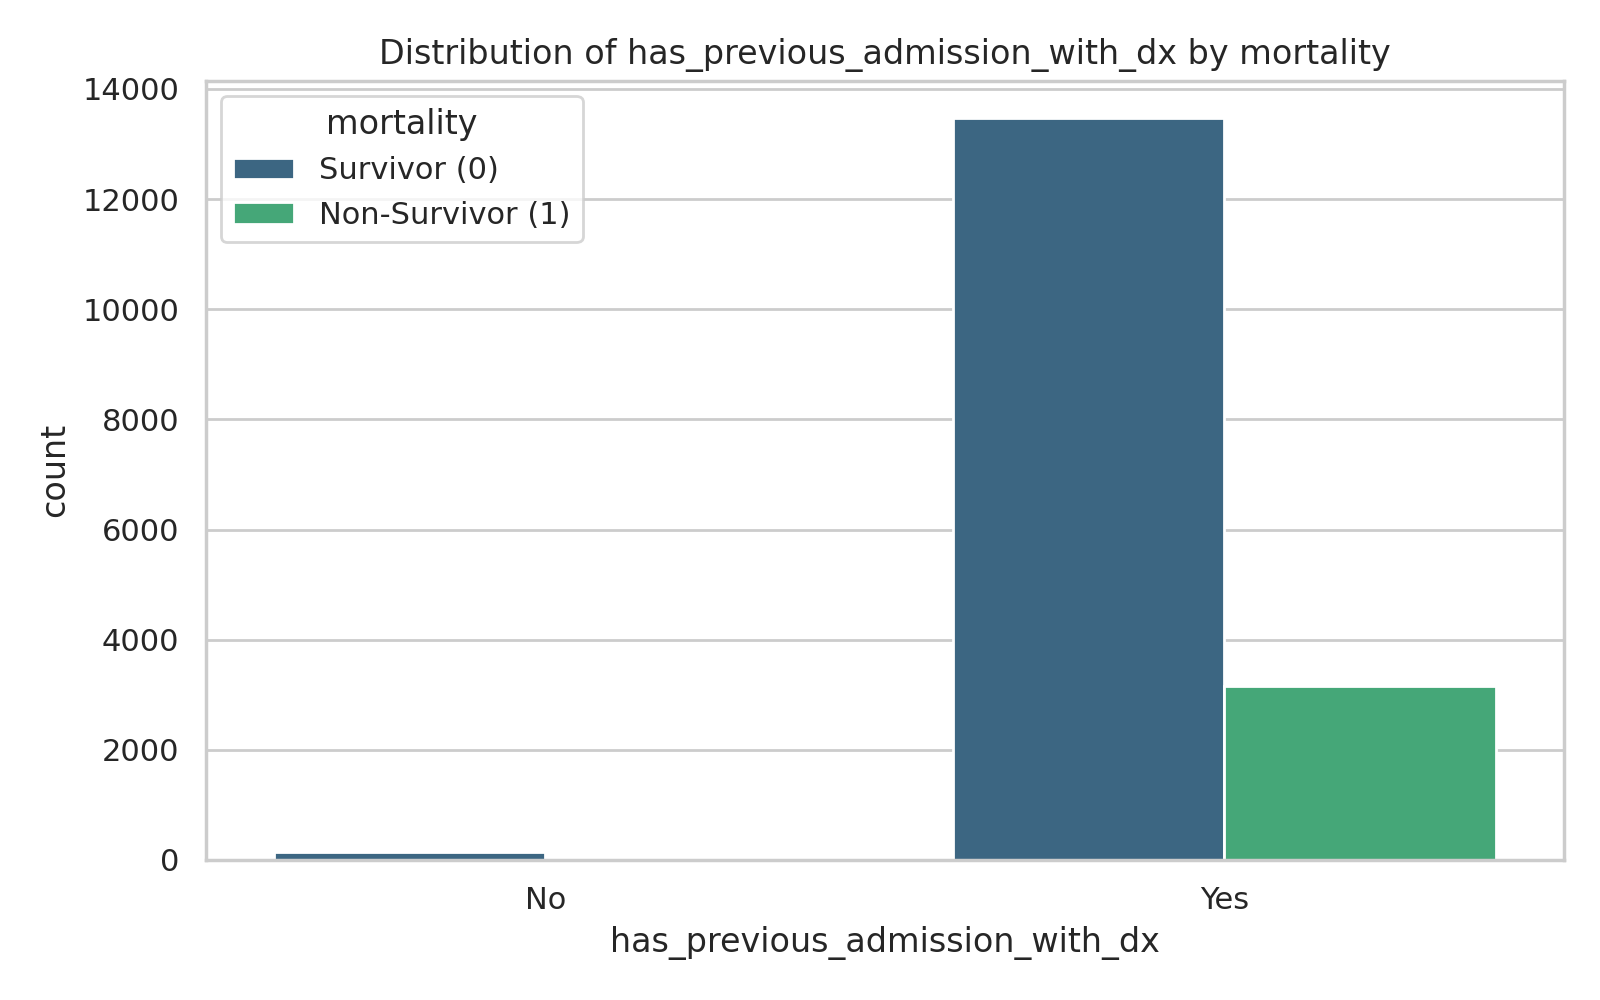 Distribution of has_previous_admission_with_dx by mortality
14000
12000
10000
8000
6000
4000
2000
0
count
mortality
Survivor (0)
Non-Survivor (1)
No
Yes
has_previous_admission_with_dx